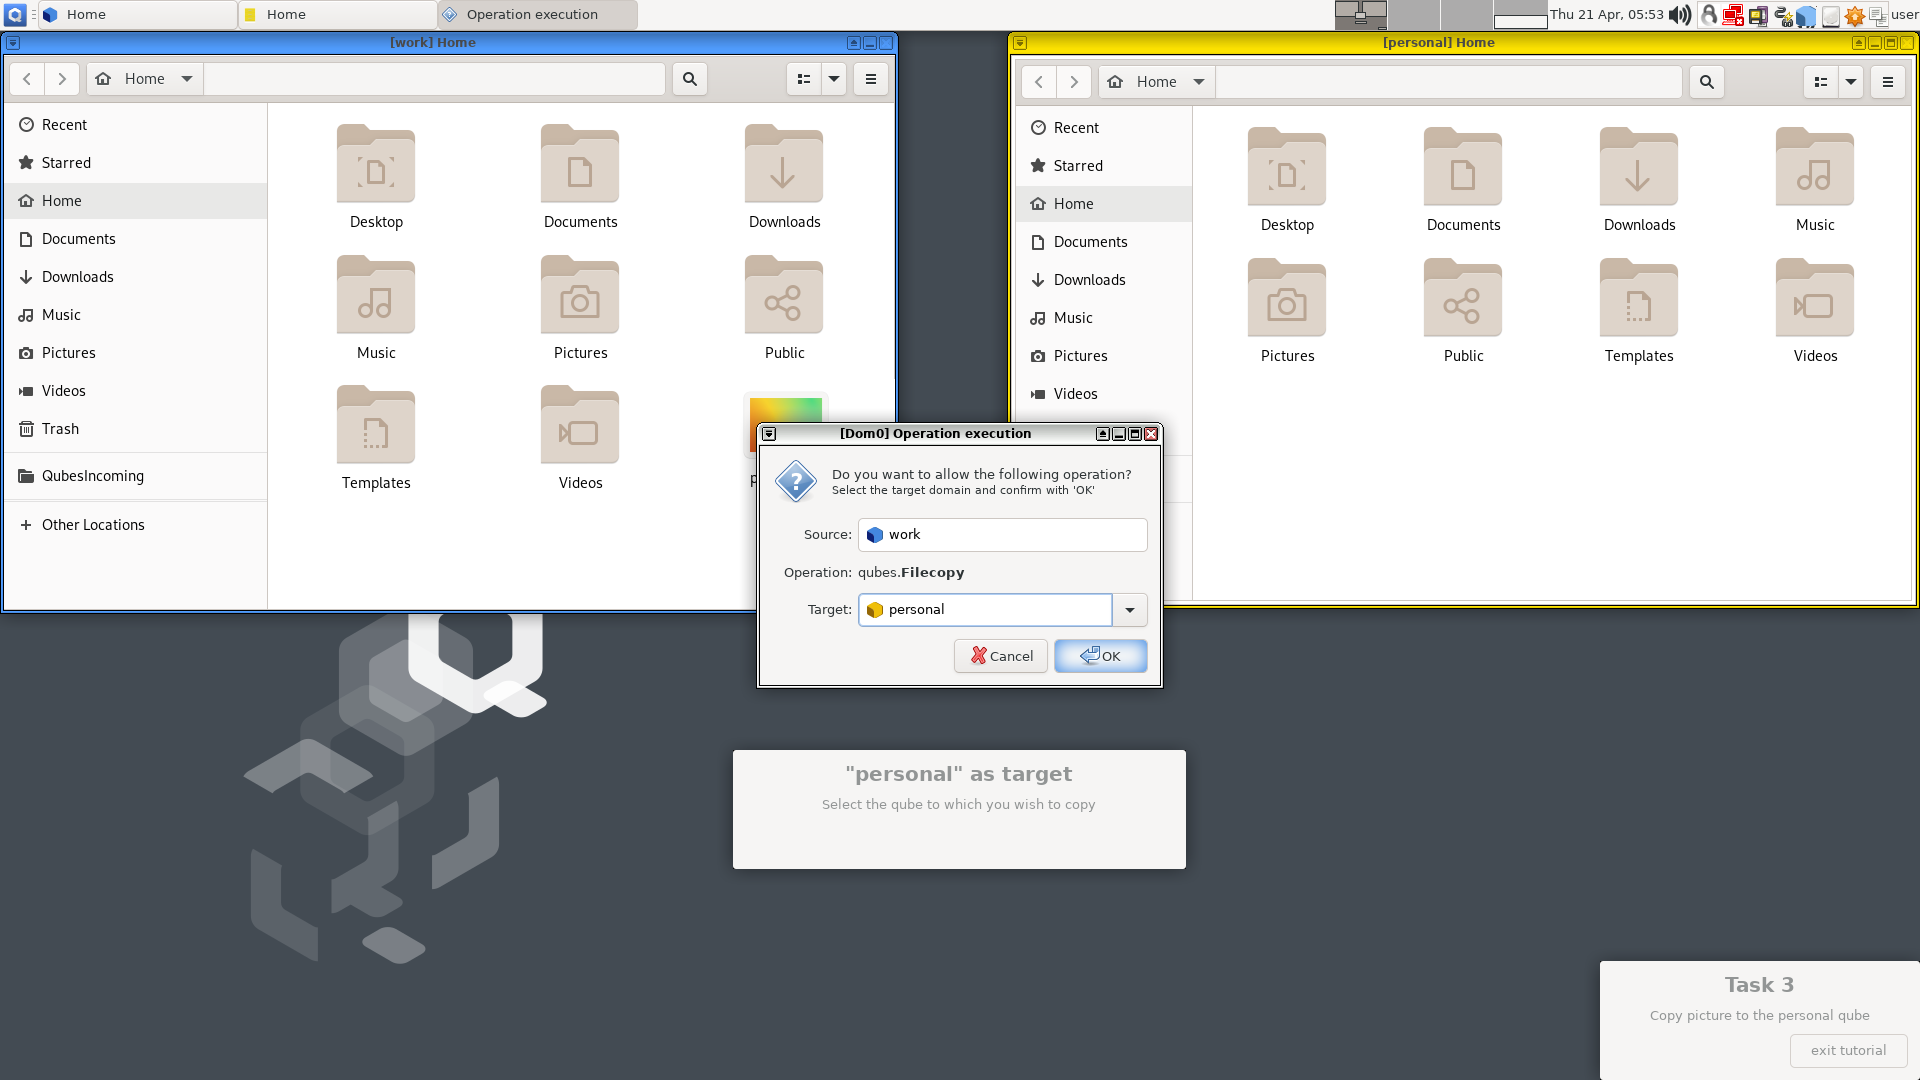 Home
Home
Operation execution
Thu 21 Apr, 05:53
user
[work] Home
Home
Recent
Starred
Home
Documents
Downloads
Music
Pictures
Videos
Trash
QubesIncoming
Other Locations
Desktop
Documents
Downloads
Music
Pictures
Public
Templates
Videos
[personal] Home
Home
Recent
Starred
Home
Documents
Downloads
Music
Pictures
Videos
Desktop
Documents
Downloads
Music
Pictures
Public
Templates
Videos
[Dom0] Operation execution
Do you want to allow the following operation?
Select the target domain and confirm with 'OK'
Source: work
Operation: qubes.Filecopy
Target: personal
Cancel
OK
"personal" as target
Select the qube to which you wish to copy
Task 3
Copy picture to the personal qube
exit tutorial